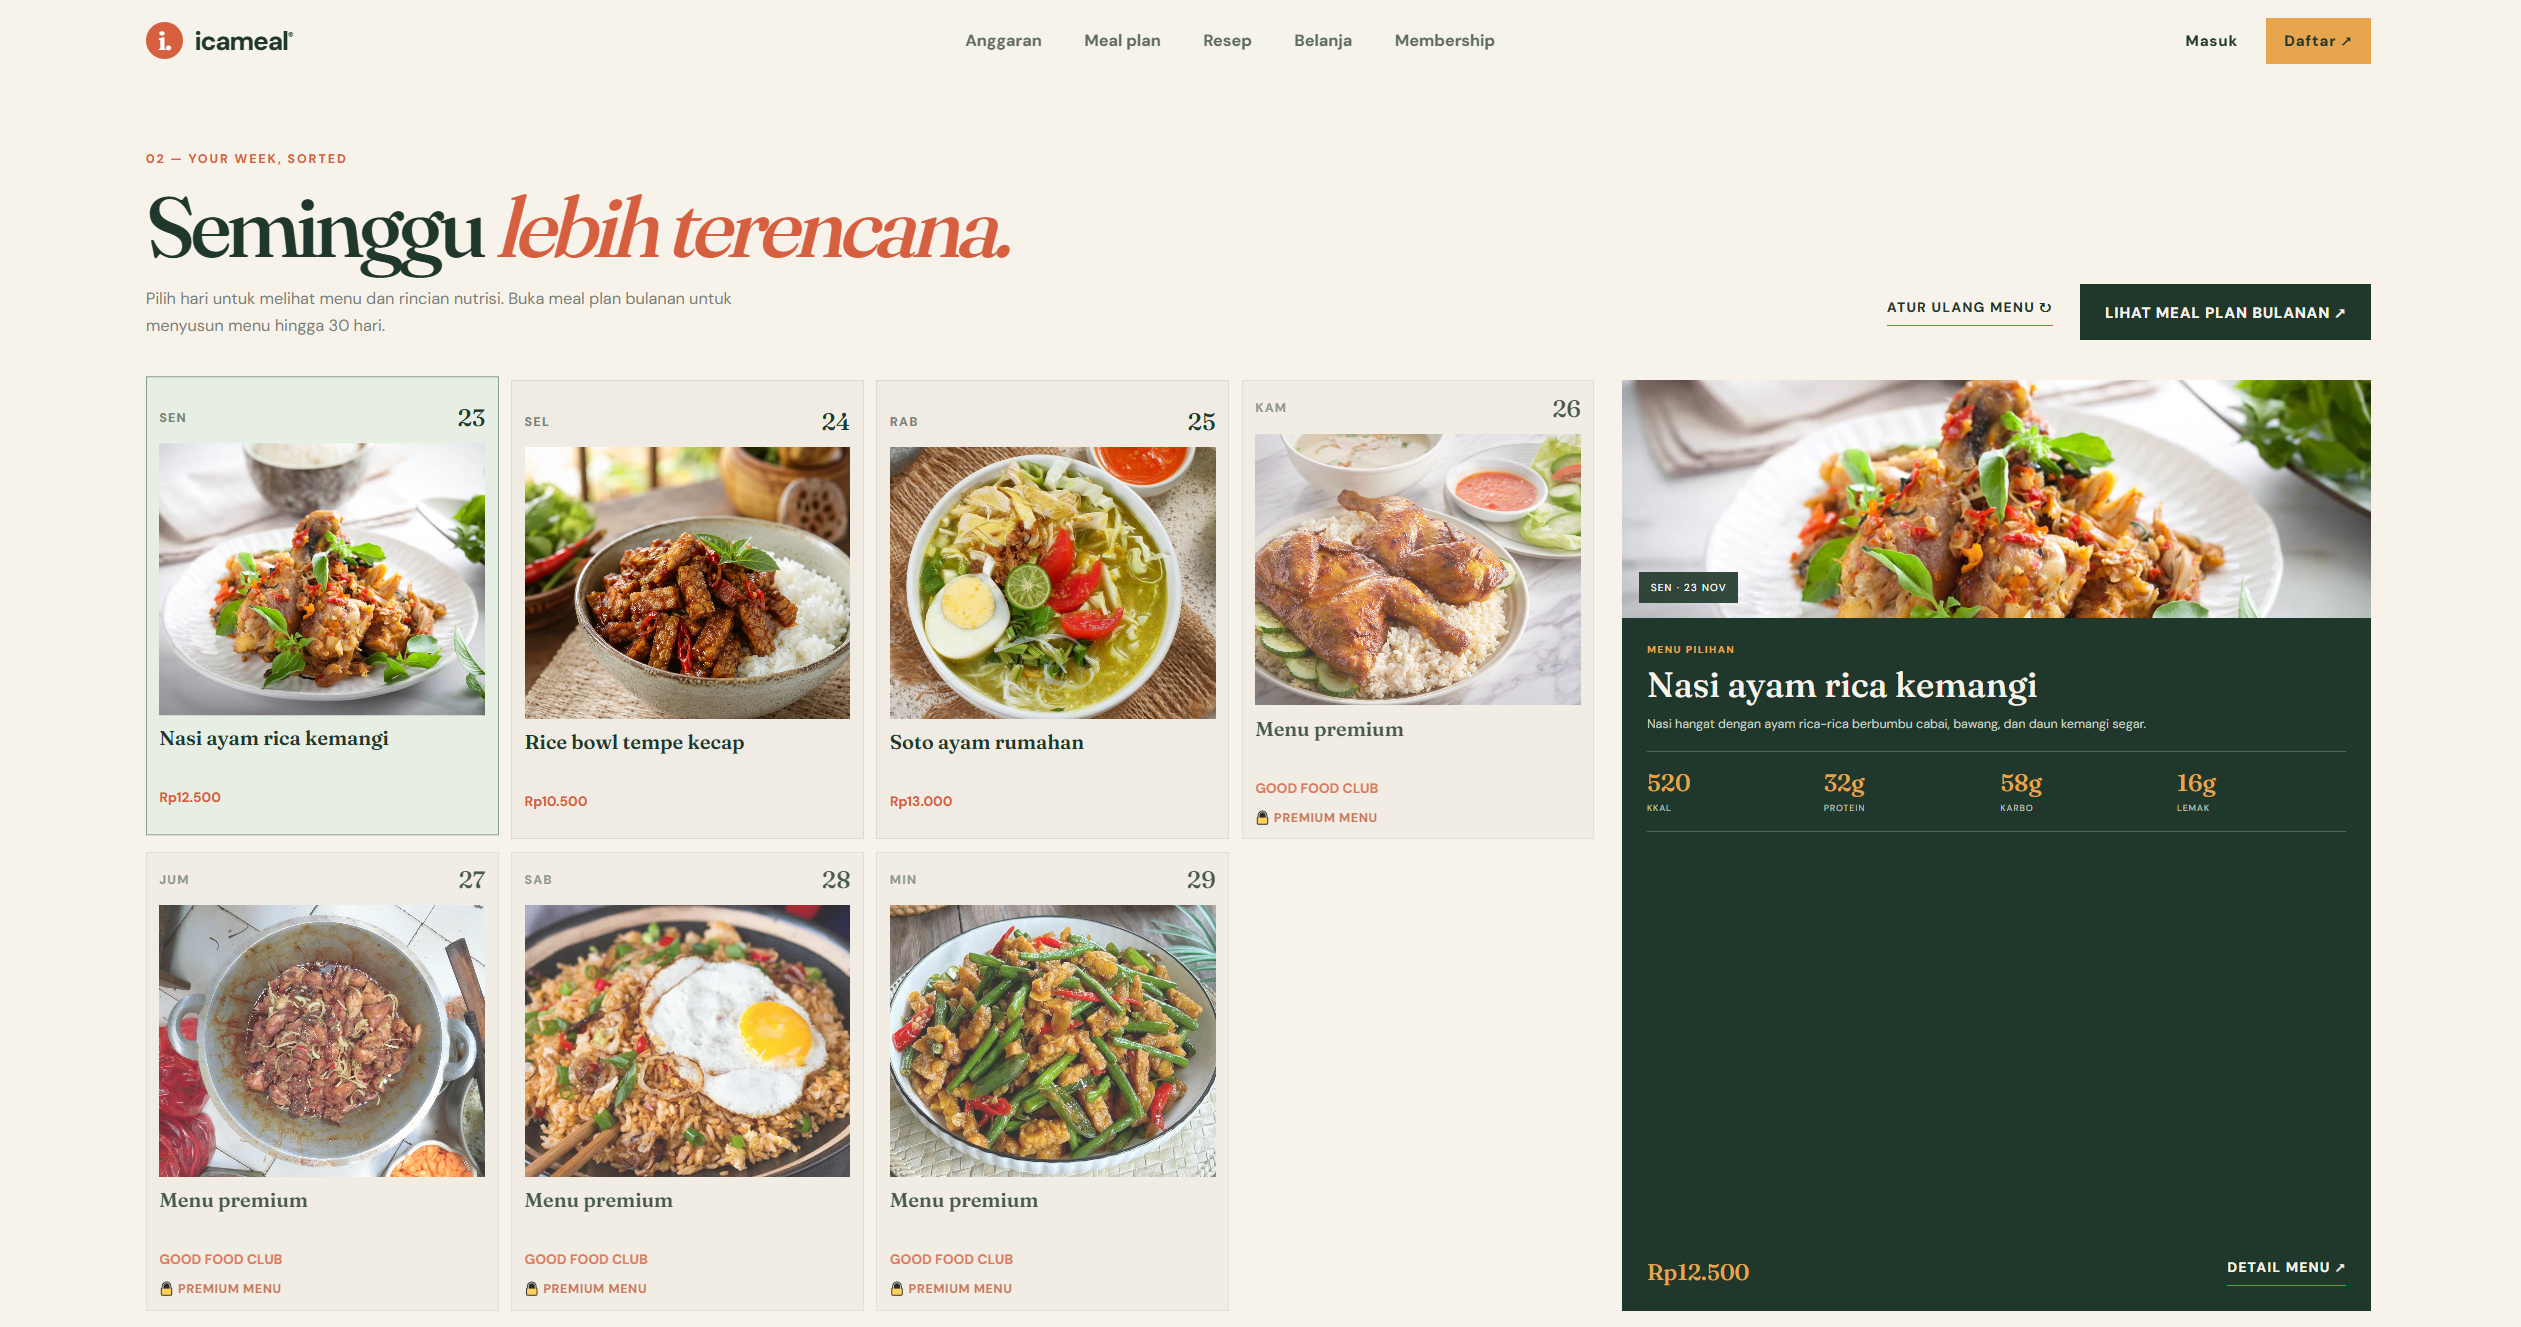 i. icameal®
Anggaran Meal plan Resep Belanja Membership
Masuk Daftar ↗
02 — YOUR WEEK, SORTED
Seminggu lebih terencana.
Pilih hari untuk melihat menu dan rincian nutrisi. Buka meal plan bulanan untuk
menyusun menu hingga 30 hari.
ATUR ULANG MENU ↻
LIHAT MEAL PLAN BULANAN ↗
SEN 23
Nasi ayam rica kemangi
Rp12.500
SEL 24
Rice bowl tempe kecap
Rp10.500
RAB 25
Soto ayam rumahan
Rp13.000
KAM 26
Menu premium
GOOD FOOD CLUB
🔒 PREMIUM MENU
JUM 27
Menu premium
GOOD FOOD CLUB
🔒 PREMIUM MENU
SAB 28
Menu premium
GOOD FOOD CLUB
🔒 PREMIUM MENU
MIN 29
Menu premium
GOOD FOOD CLUB
🔒 PREMIUM MENU
SEN · 23 NOV
MENU PILIHAN
Nasi ayam rica kemangi
Nasi hangat dengan ayam rica-rica berbumbu cabai, bawang, dan daun kemangi segar.
520 32g 58g 16g
KKAL PROTEIN KARBO LEMAK
Rp12.500
DETAIL MENU ↗